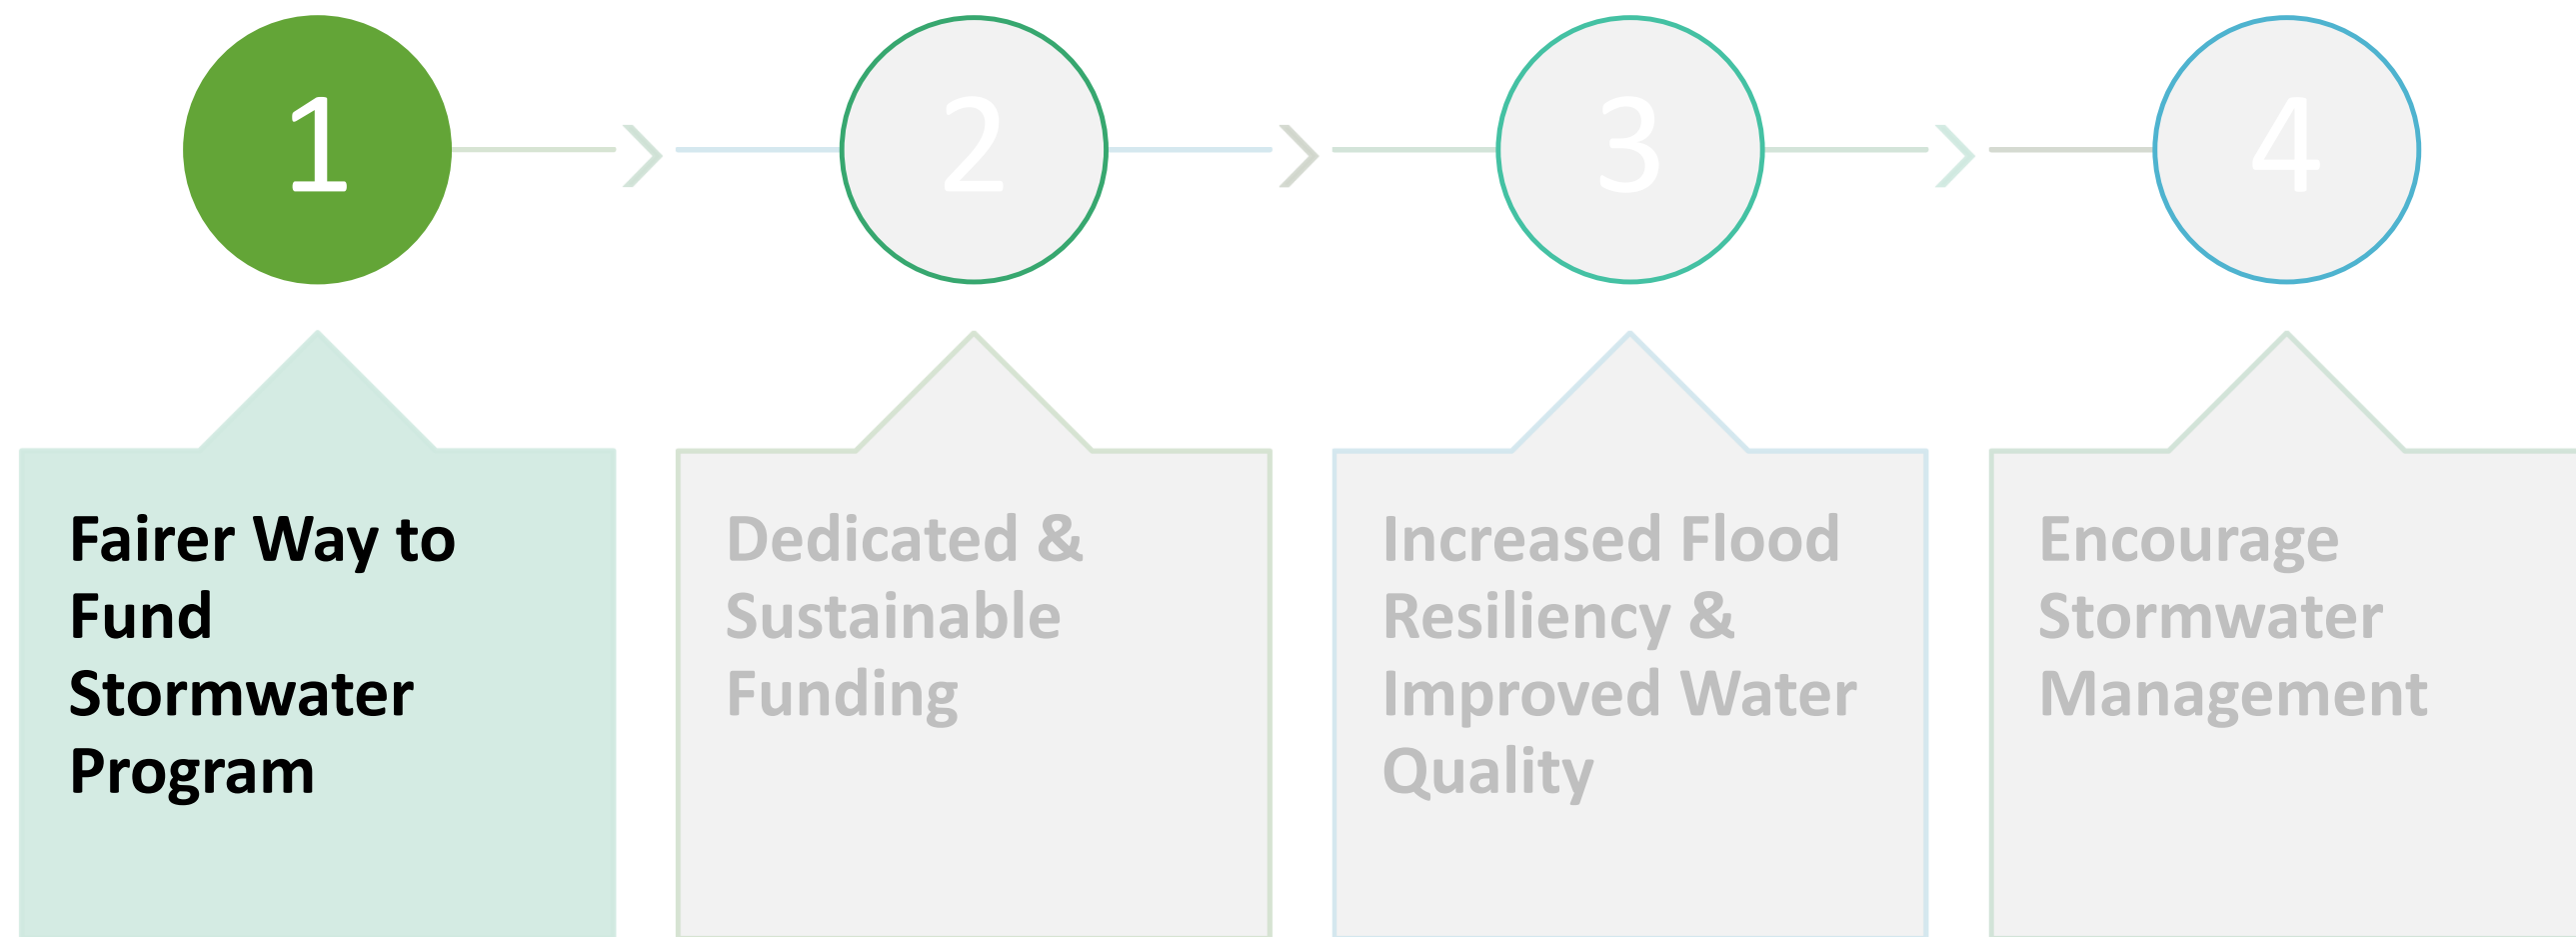 1
2
3
4
Fairer Way to
Fund
Stormwater
Program
Dedicated &
Sustainable
Funding
Increased Flood
Resiliency &
Improved Water
Quality
Encourage
Stormwater
Management